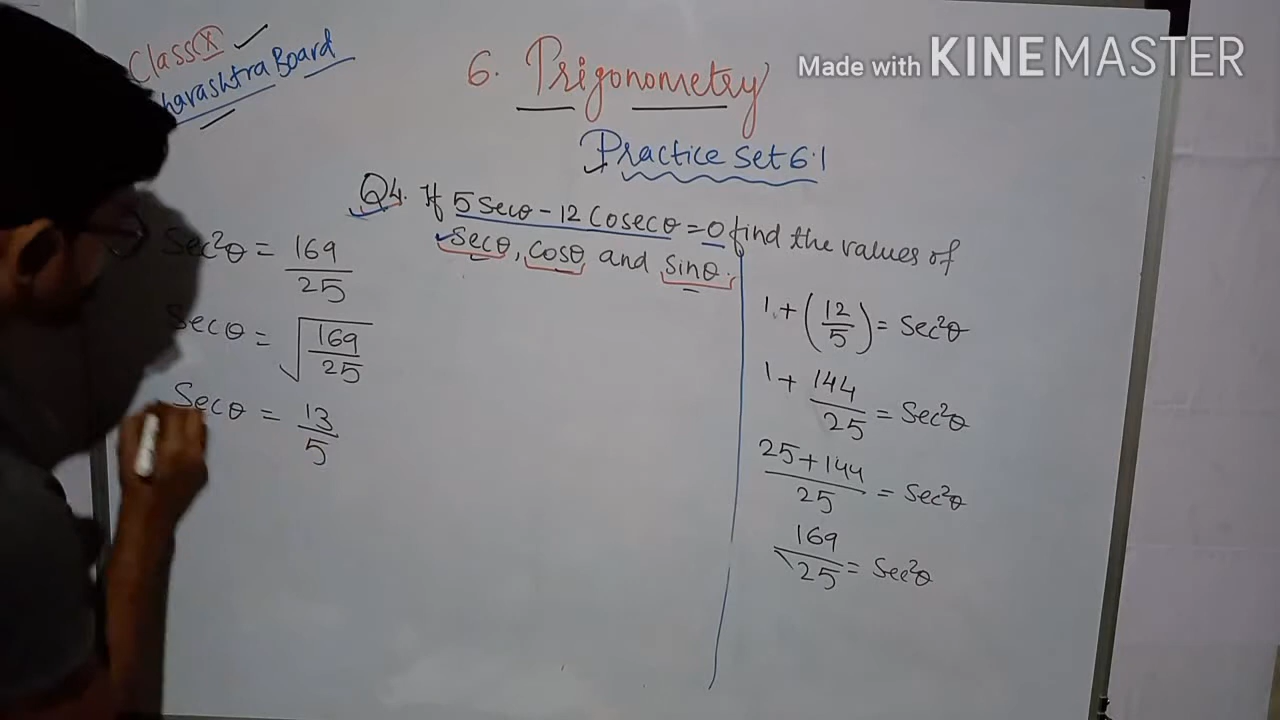 Class X
harashtra Board
Made with KINEMASTER
6. Trigonometry
Practice Set 6.1
Q4. If 5 Secθ - 12 Cosecθ = 0 find the values of
Secθ, Cosθ and Sinθ.
Sec²θ = 169/25
Secθ = √169/25
Secθ = 13/5
1 + (12/5) = Sec²θ
1 + 144/25 = Sec²θ
25+144/25 = Sec²θ
169/25 = Sec²θ